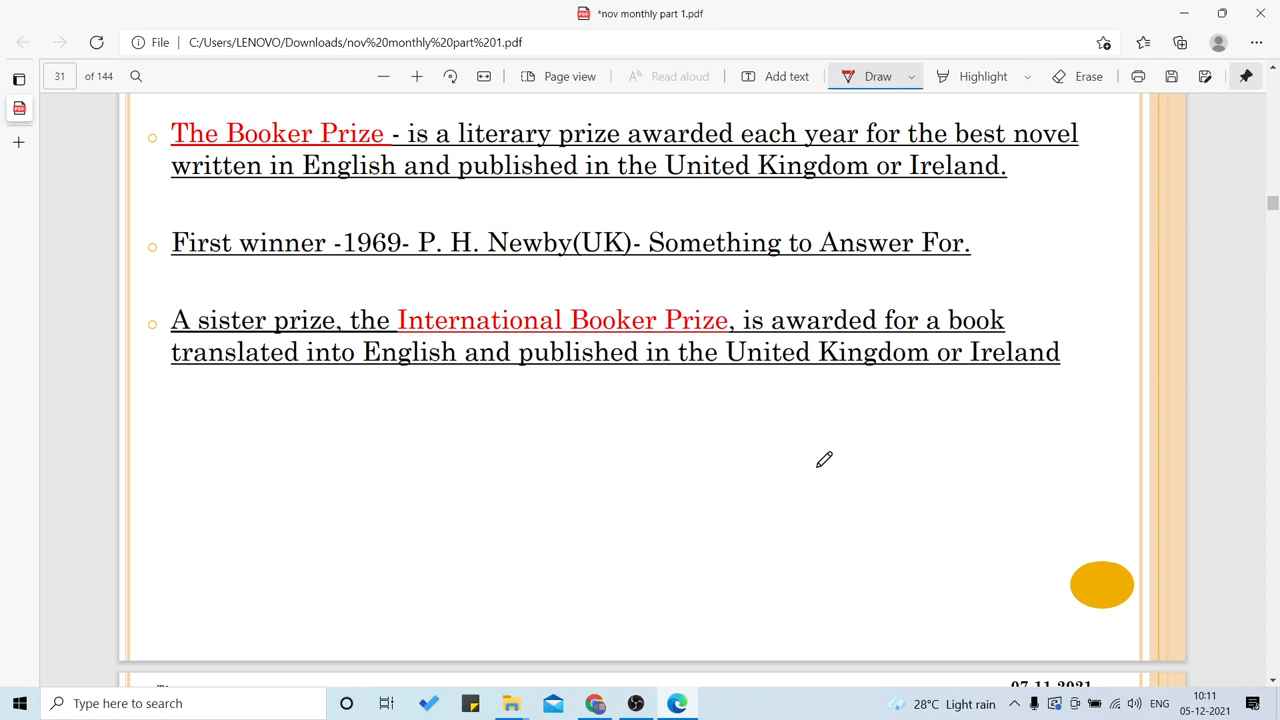 *nov monthly part 1.pdf
File C:/Users/LENOVO/Downloads/nov%20monthly%20part%201.pdf
31 of 144 Page view Read aloud Add text Draw Highlight Erase
The Booker Prize - is a literary prize awarded each year for the best novel
written in English and published in the United Kingdom or Ireland.
First winner -1969- P. H. Newby(UK)- Something to Answer For.
A sister prize, the International Booker Prize, is awarded for a book
translated into English and published in the United Kingdom or Ireland
07.11.2021
Type here to search 28°C Light rain ENG 10:11
05-12-2021